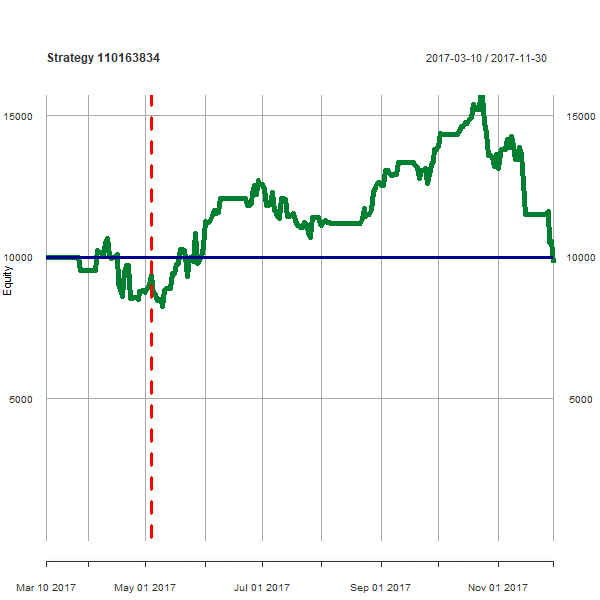 Strategy 110163834
2017-03-10 / 2017-11-30
15000
15000
10000
10000
Equity
5000
5000
Mar 10 2017
May 01 2017
Jul 01 2017
Sep 01 2017
Nov 01 2017